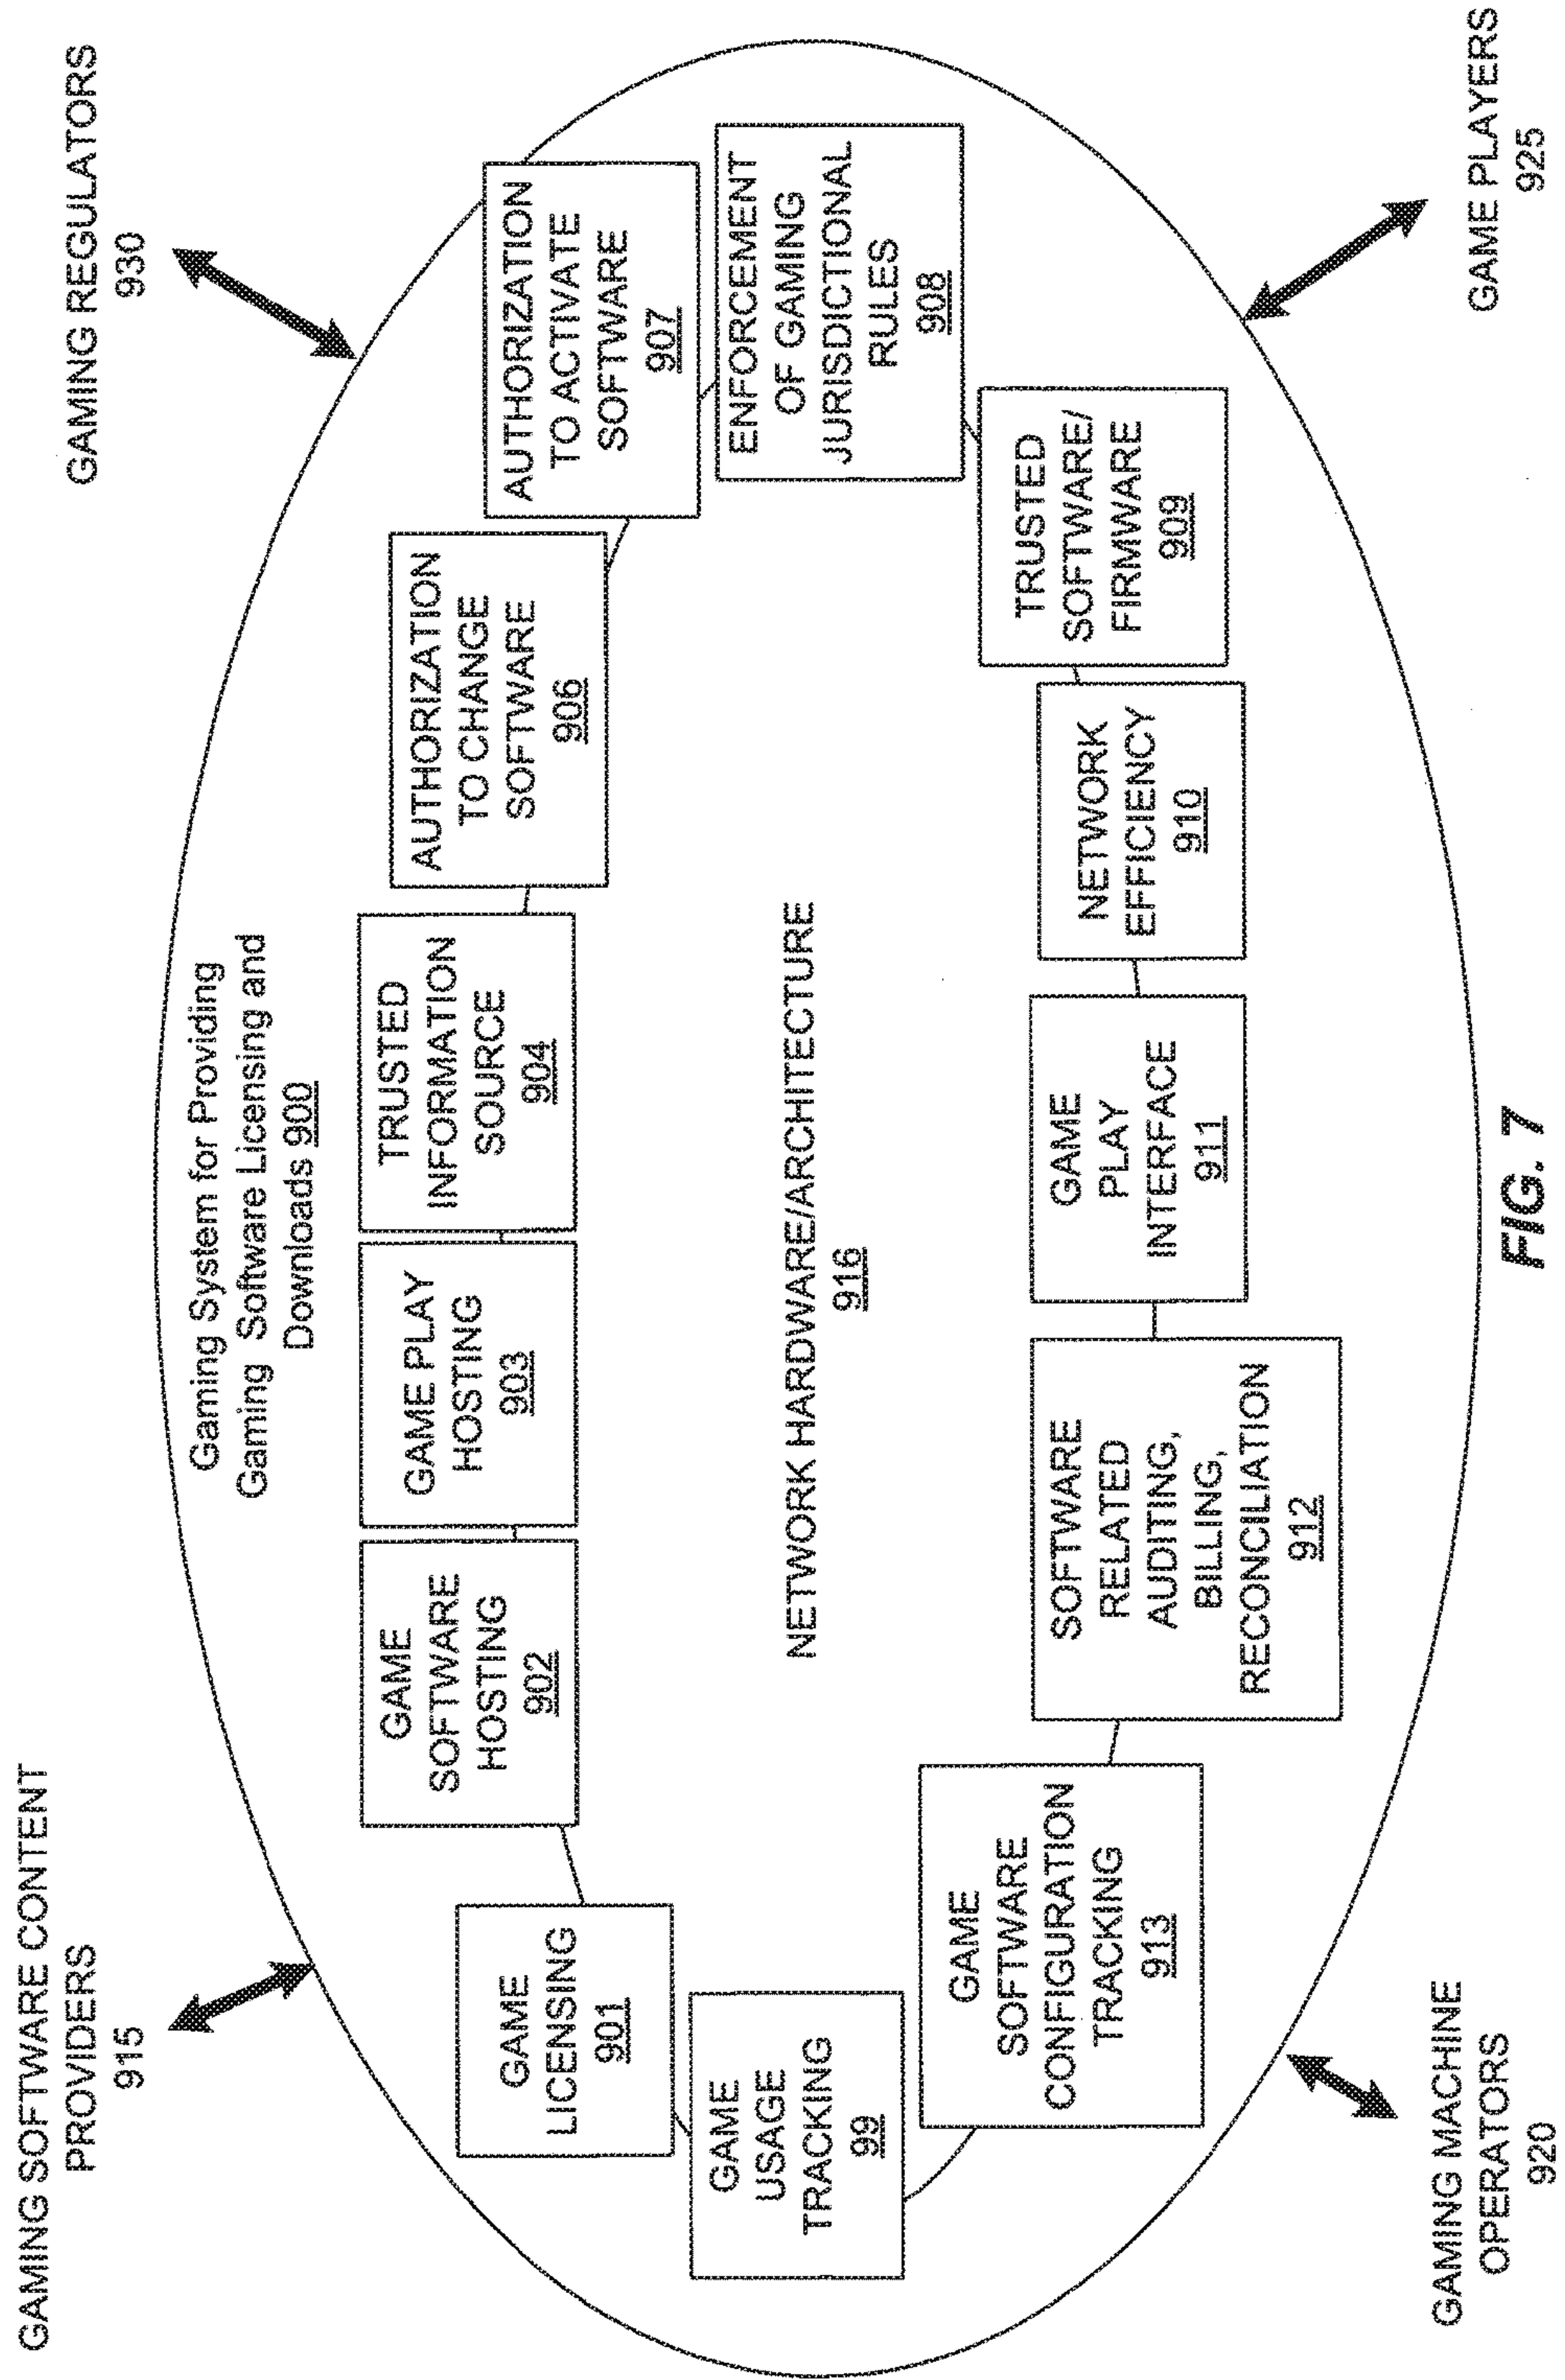 GAMING SOFTWARE CONTENT
PROVIDERS
915
GAMING REGULATORS
930
Gaming System for Providing
Gaming Software Licensing and
Downloads 900
GAME
LICENSING
901
GAME
SOFTWARE
HOSTING
902
GAME PLAY
HOSTING
903
TRUSTED
INFORMATION
SOURCE
904
AUTHORIZATION
TO CHANGE
SOFTWARE
906
AUTHORIZATION
TO ACTIVATE
SOFTWARE
907
ENFORCEMENT
OF GAMING
JURISDICTIONAL
RULES
908
GAME
USAGE
TRACKING
99
NETWORK HARDWARE/ARCHITECTURE
916
GAME
SOFTWARE
CONFIGURATION
TRACKING
913
SOFTWARE
RELATED
AUDITING,
BILLING,
RECONCILIATION
912
GAME
PLAY
INTERFACE
911
NETWORK
EFFICIENCY
910
TRUSTED
SOFTWARE/
FIRMWARE
909
GAMING MACHINE
OPERATORS
920
GAME PLAYERS
925
FIG. 7